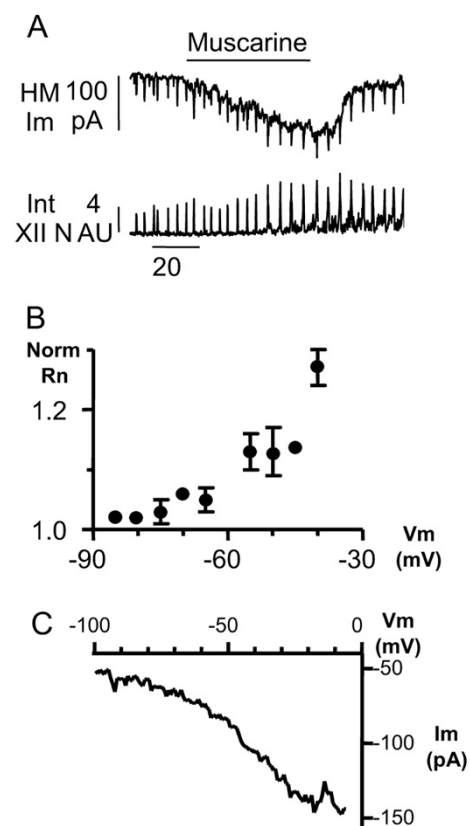 A
Muscarine
HM 100
Im pA
Int 4
XII N AU
20
B
Norm
Rn
1.2
1.0
-90 -60 -30
Vm
(mV)
C
-100 -50 0
Vm
(mV)
-50
-100
-150
Im
(pA)